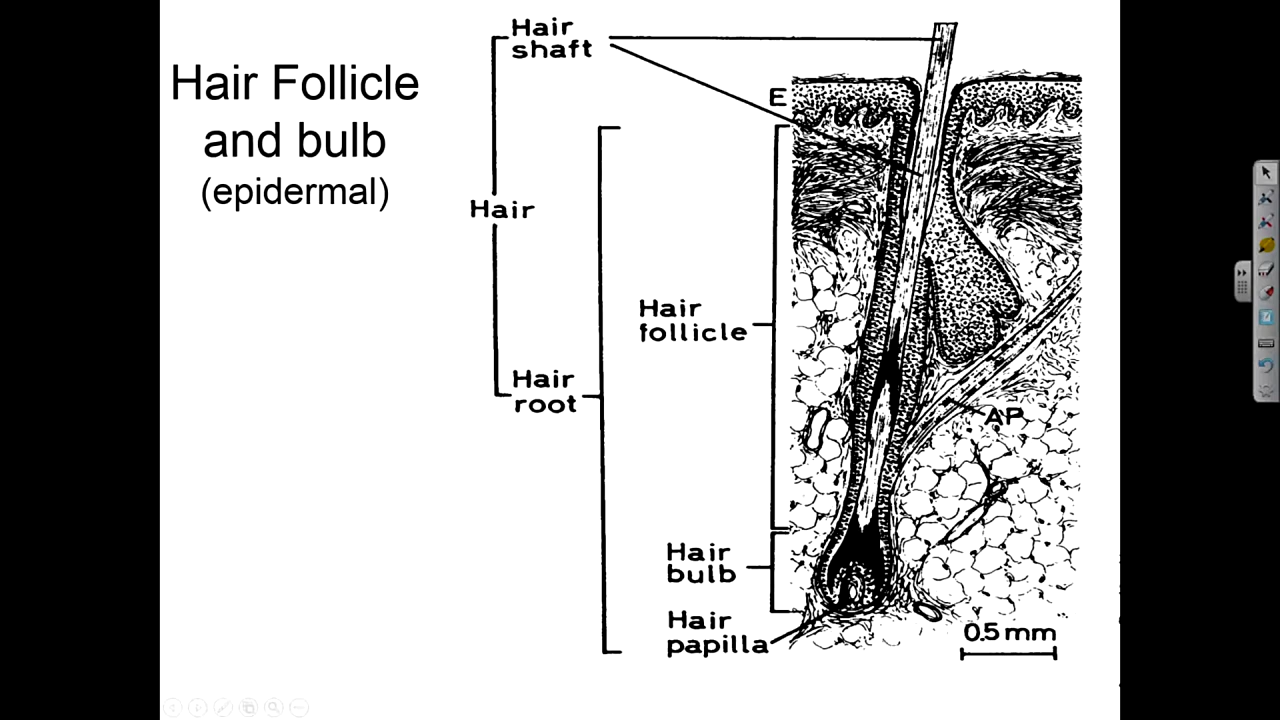 Hair Follicle
and bulb
(epidermal)
Hair
shaft
E
Hair
Hair
follicle
Hair
root
AP
Hair
bulb
Hair
papilla
0.5 mm